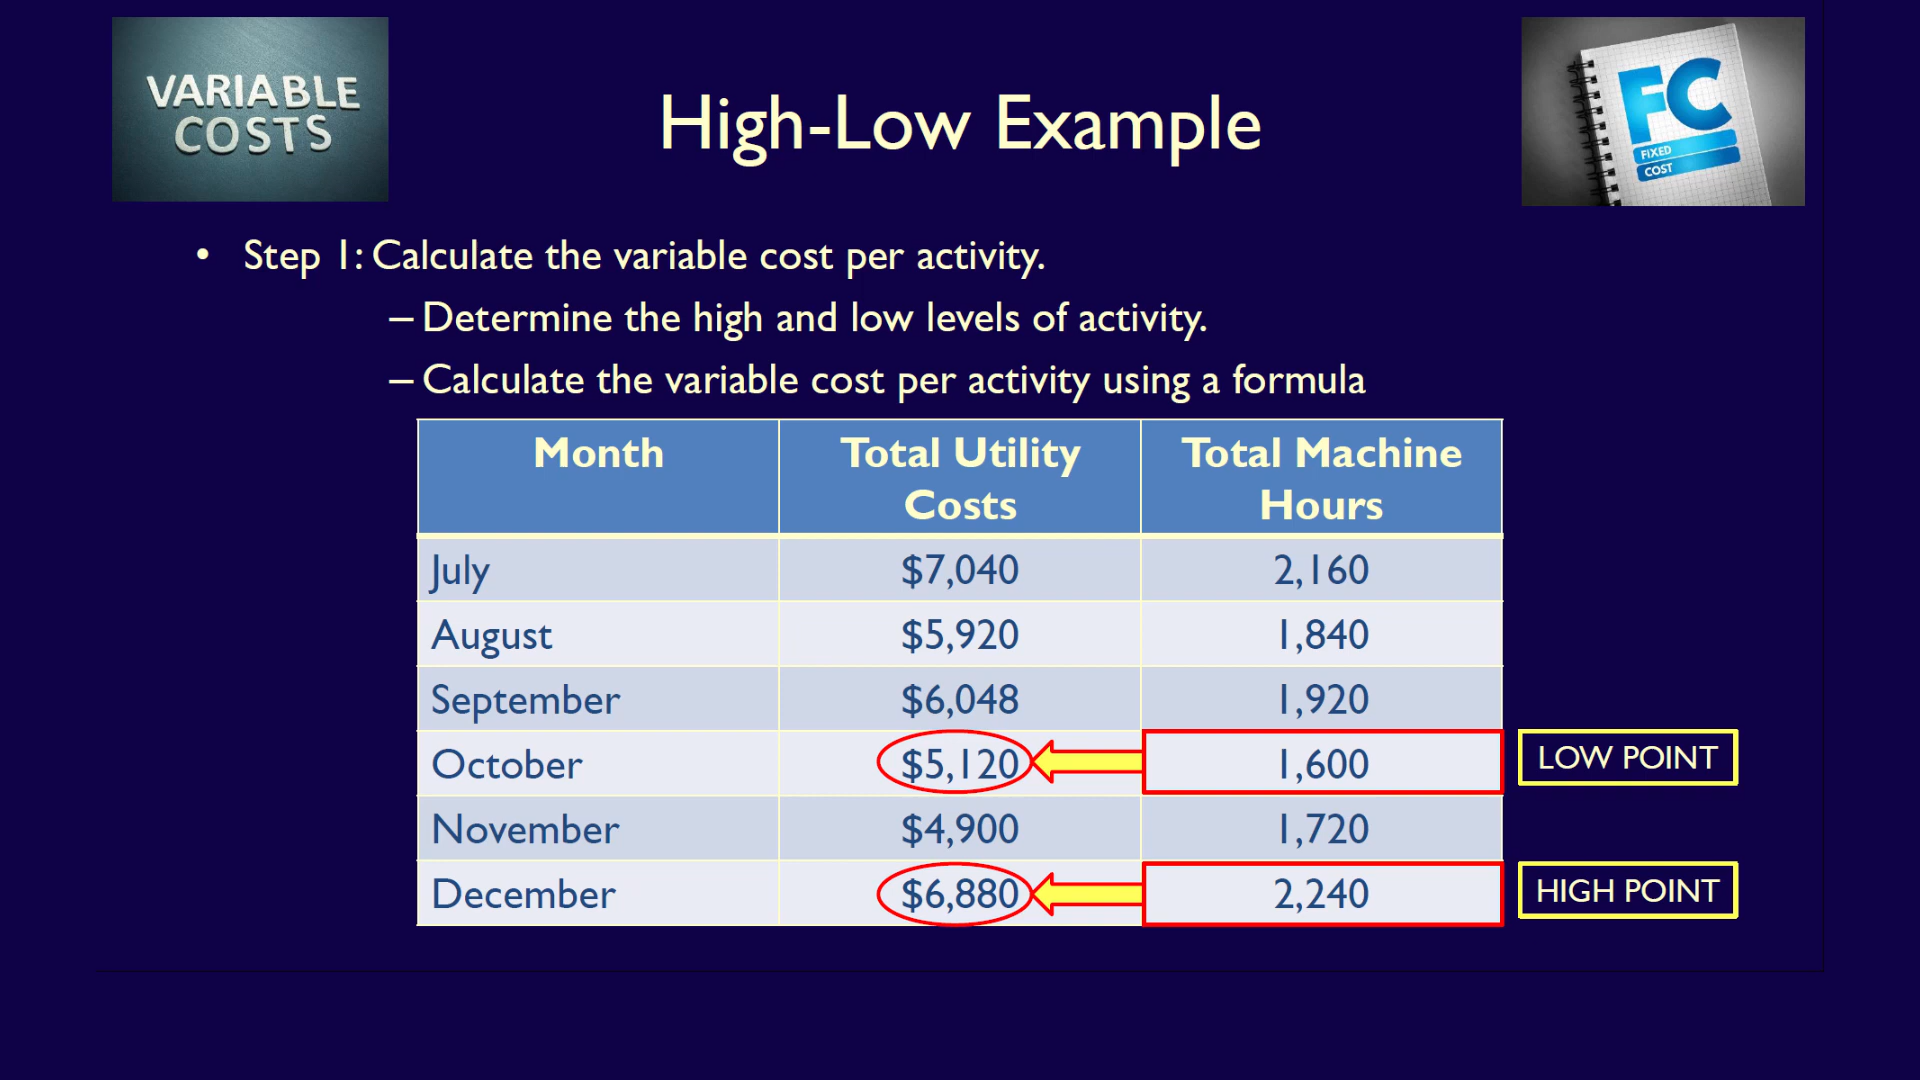 VARIABLE
COSTS
High-Low Example
FC
FIXED
COST
• Step 1: Calculate the variable cost per activity.
– Determine the high and low levels of activity.
– Calculate the variable cost per activity using a formula
Month Total Utility Costs Total Machine Hours
July $7,040 2,160
August $5,920 1,840
September $6,048 1,920
October $5,120 1,600 LOW POINT
November $4,900 1,720
December $6,880 2,240 HIGH POINT